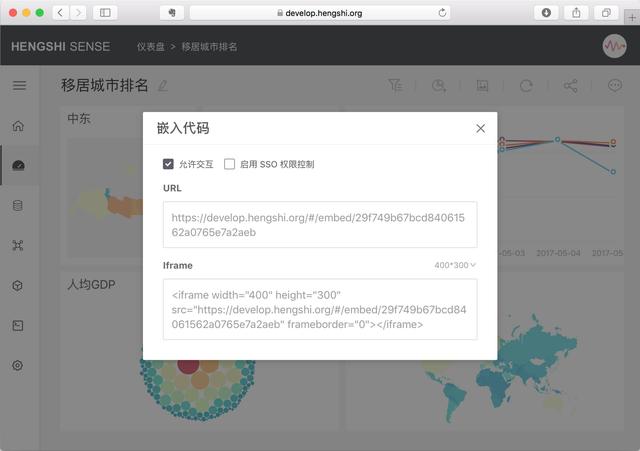 develop.hengshi.org
HENGSHI SENSE
仪表盘 > 移居城市排名
移居城市排名
中东
嵌入代码
允许交互
启用 SSO 权限控制
URL
https://develop.hengshi.org/#/embed/29f749b67bcd84061562a0765e7a2aeb
Iframe
400*300
<iframe width="400" height="300"
src="https://develop.hengshi.org/#/embed/29f749b67bcd84
061562a0765e7a2aeb" frameborder="0"></iframe>
-05-03
2017-05-04
2017-05
人均GDP